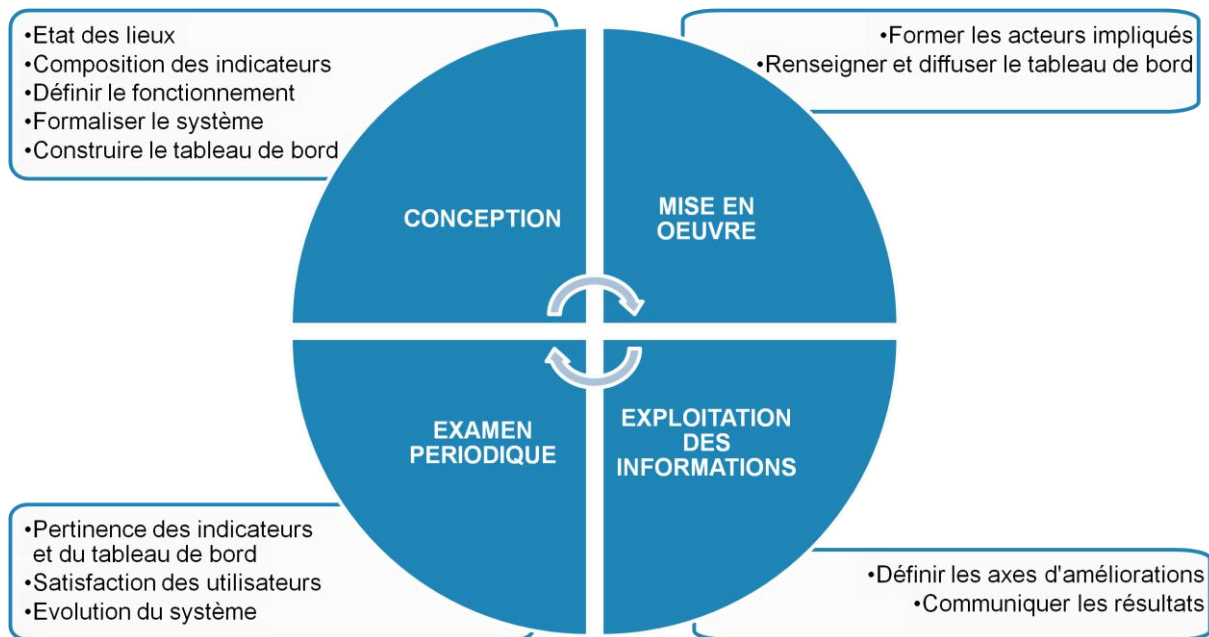 •Etat des lieux
•Composition des indicateurs
•Définir le fonctionnement
•Formaliser le système
•Construire le tableau de bord
•Former les acteurs impliqués
•Renseigner et diffuser le tableau de bord
CONCEPTION
MISE EN
OEUVRE
EXAMEN
PERIODIQUE
EXPLOITATION
DES
INFORMATIONS
•Pertinence des indicateurs
et du tableau de bord
•Satisfaction des utilisateurs
•Evolution du système
•Définir les axes d'améliorations
•Communiquer les résultats